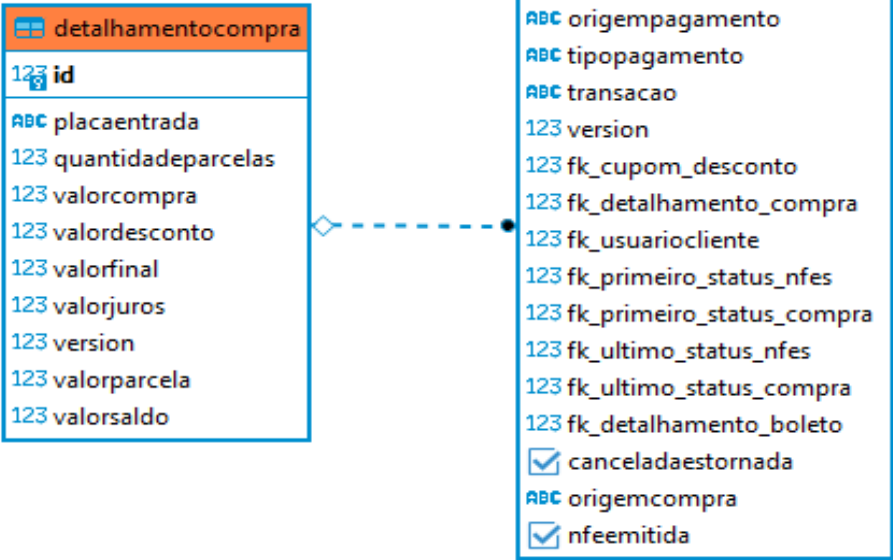 detalhamentocompra
123 id
ABC placaentrada
123 quantidadeparcelas
123 valorcompra
123 valordesconto
123 valorfinal
123 valorjuros
123 version
123 valorparcela
123 valorsaldo
ABC origempagamento
ABC tipopagamento
ABC transacao
123 version
123 fk_cupom_desconto
123 fk_detalhamento_compra
123 fk_usuariocliente
123 fk_primeiro_status_nfes
123 fk_primeiro_status_compra
123 fk_ultimo_status_nfes
123 fk_ultimo_status_compra
123 fk_detalhamento_boleto
canceladaestornada
ABC origemcompra
nfeemitida